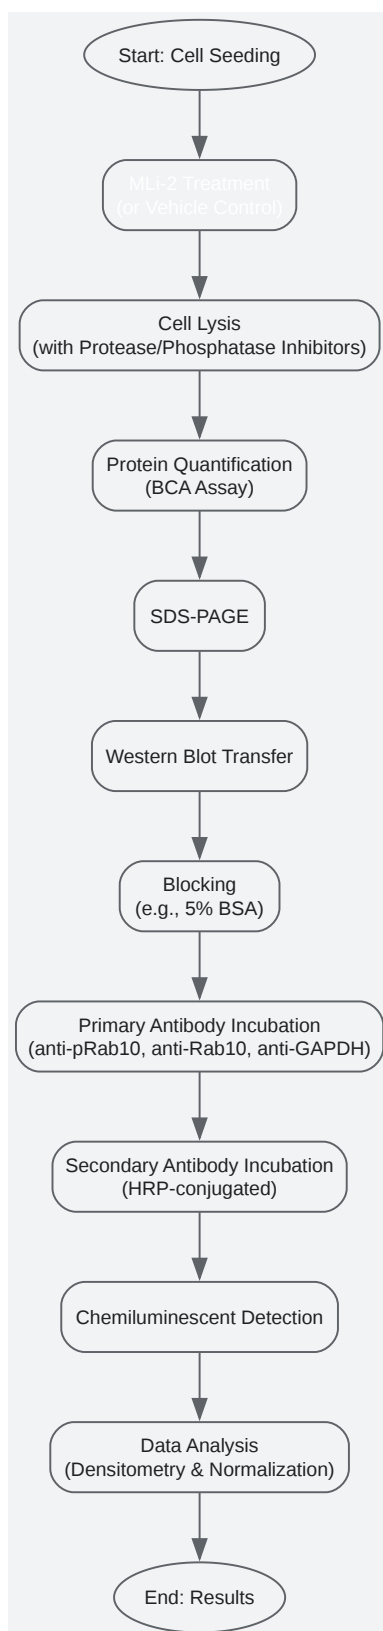 Start: Cell Seeding
MLi-2 Treatment
(or Vehicle Control)
Cell Lysis
(with Protease/Phosphatase Inhibitors)
Protein Quantification
(BCA Assay)
SDS-PAGE
Western Blot Transfer
Blocking
(e.g., 5% BSA)
Primary Antibody Incubation
(anti-pRab10, anti-Rab10, anti-GAPDH)
Secondary Antibody Incubation
(HRP-conjugated)
Chemiluminescent Detection
Data Analysis
(Densitometry & Normalization)
End: Results